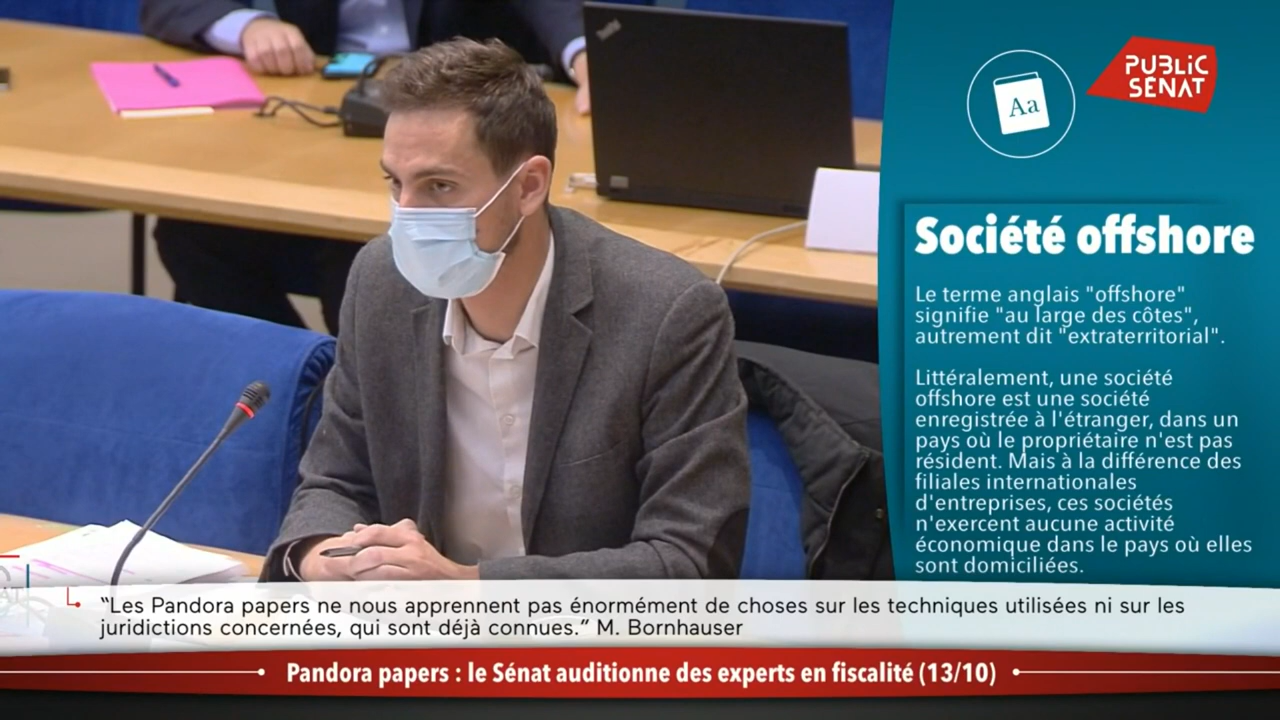 PUBLIC
SÉNAT
Aa
Société offshore
Le terme anglais "offshore"
signifie "au large des côtes",
autrement dit "extraterritorial".
Littéralement, une société
offshore est une société
enregistrée à l'étranger, dans un
pays où le propriétaire n'est pas
résident. Mais à la différence des
filiales internationales
d'entreprises, ces sociétés
n'exercent aucune activité
économique dans le pays où elles
sont domiciliées.
“Les Pandora papers ne nous apprennent pas énormément de choses sur les techniques utilisées ni sur les
juridictions concernées, qui sont déjà connues.” M. Bornhauser
Pandora papers : le Sénat auditionne des experts en fiscalité (13/10)